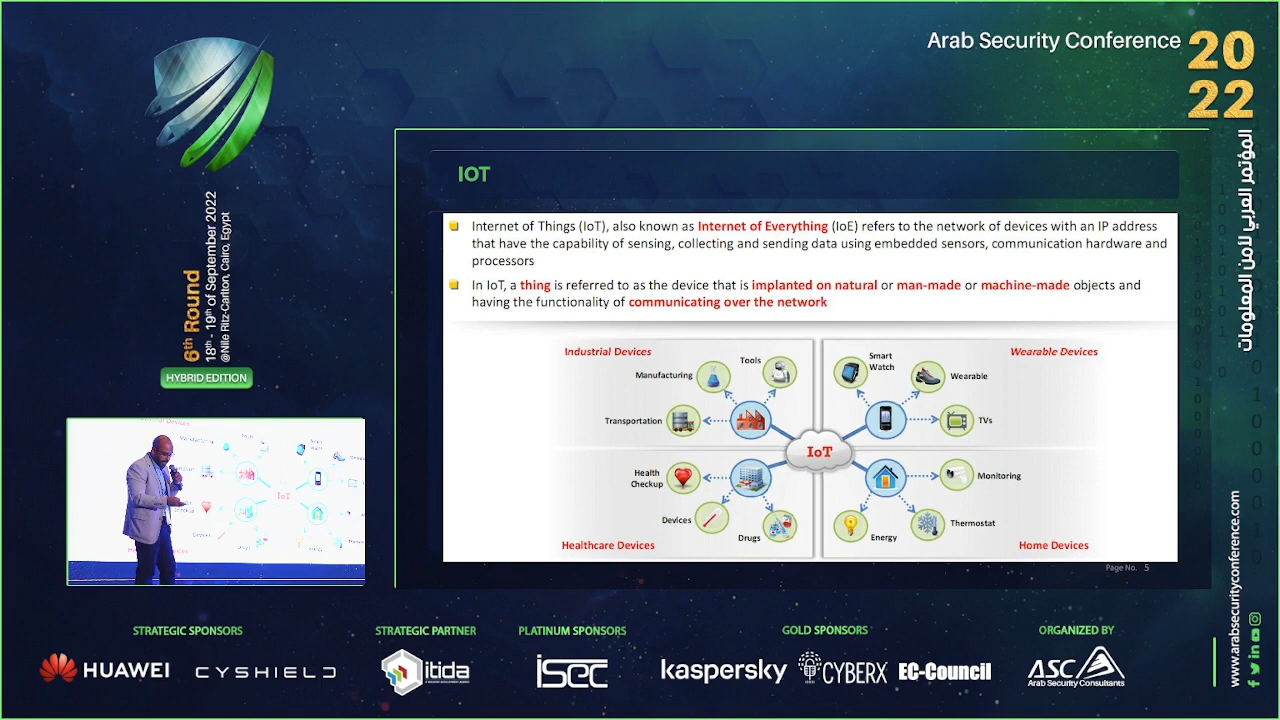 Arab Security Conference
20
22
المؤتمر العربي لأمن المعلومات
6th Round
18th - 19th of September 2022
@Nile Ritz-Carlton, Cairo, Egypt
HYBRID EDITION
IOT
Internet of Things (IoT), also known as Internet of Everything (IoE) refers to the network of devices with an IP address
that have the capability of sensing, collecting and sending data using embedded sensors, communication hardware and
processors
In IoT, a thing is referred to as the device that is implanted on natural or man-made or machine-made objects and
having the functionality of communicating over the network
Industrial Devices
Manufacturing
Tools
Transportation
Smart
Watch
Wearable Devices
Wearable
TVs
IoT
Health
Checkup
Devices
Drugs
Healthcare Devices
Monitoring
Thermostat
Energy
Home Devices
Page No. 5
www.arabsecurityconference.com
STRATEGIC SPONSORS
HUAWEI
CYSHIELD
STRATEGIC PARTNER
itida
PLATINUM SPONSORS
isec
GOLD SPONSORS
kaspersky
CYBERX
EC-Council
ORGANIZED BY
ASC
Arab Security Consultants